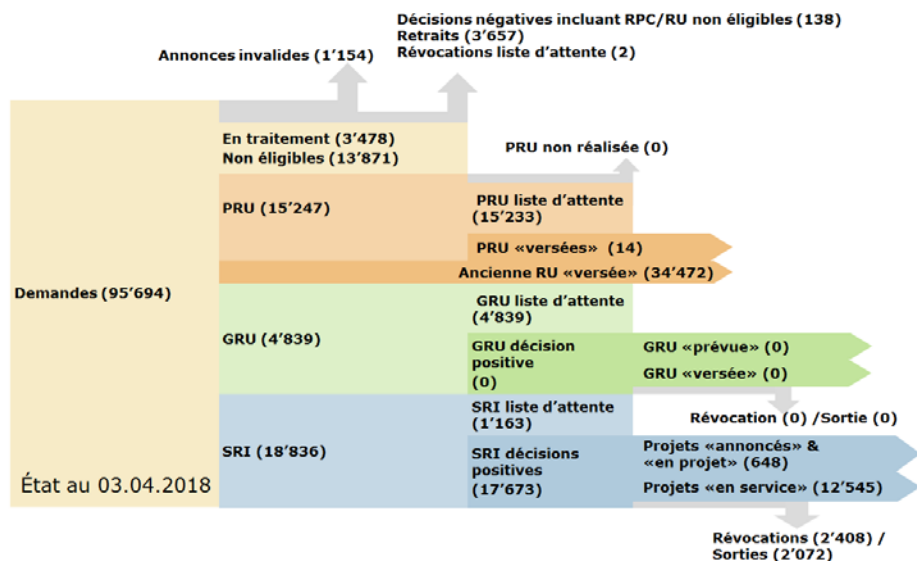 Décisions négatives incluant RPC/RU non éligibles (138)
Retraits (3’657)
Révocations liste d’attente (2)
Annonces invalides (1’154)
En traitement (3’478)
Non éligibles (13’871)
PRU non réalisée (0)
PRU (15’247)
PRU liste d’attente
(15’233)
PRU «versées» (14)
Ancienne RU «versée» (34’472)
Demandes (95’694)
GRU (4’839)
GRU liste d’attente
(4’839)
GRU décision
positive
(0)
GRU «prévue» (0)
GRU «versée» (0)
Révocation (0) /Sortie (0)
SRI (18’836)
SRI liste d’attente
(1’163)
SRI décisions
positives
(17’673)
Projets «annoncés» &
«en projet» (648)
Projets «en service» (12’545)
État au 03.04.2018
Révocations (2’408) /
Sorties (2’072)